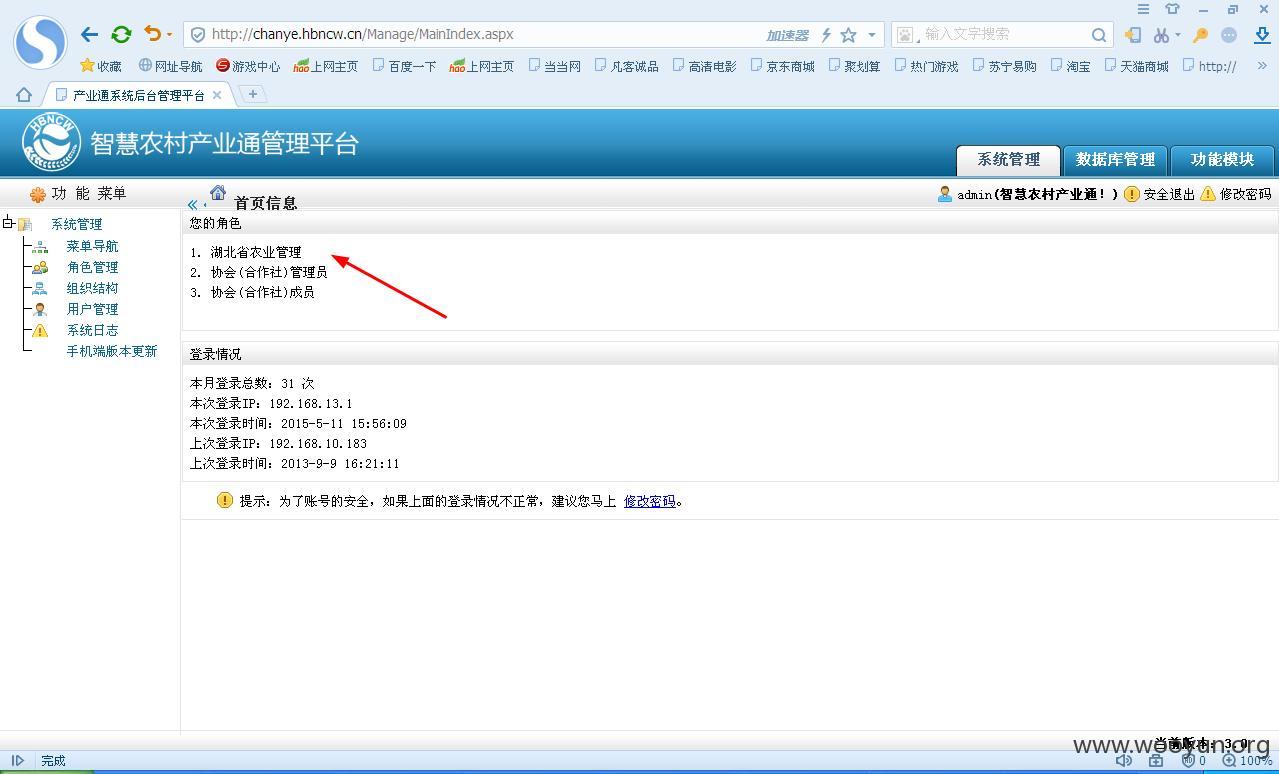 http://chanye.hbncw.cn/Manage/MainIndex.aspx 加速器 输入文字搜索
收藏 网址导航 游戏中心 hao上网主页 百度一下 hao上网主页 当当网 凡客诚品 高清电影 京东商城 聚划算 热门游戏 苏宁易购 淘宝 天猫商城 http://
产业通系统后台管理平台
HBNCW 智慧农村产业通管理平台
系统管理 数据库管理 功能模块
功 能 菜单 首页信息 admin(智慧农村产业通！) 安全退出 修改密码
系统管理
菜单导航
角色管理
组织结构
用户管理
系统日志
手机端版本更新
您的角色
1. 湖北省农业管理
2. 协会(合作社)管理员
3. 协会(合作社)成员
登录情况
本月登录总数：31 次
本次登录IP：192.168.13.1
本次登录时间：2015-5-11 15:56:09
上次登录IP：192.168.10.183
上次登录时间：2013-9-9 16:21:11
提示：为了账号的安全，如果上面的登录情况不正常，建议您马上 修改密码。
当前版本：3.0
www.wooyun.org
完成 0 100%